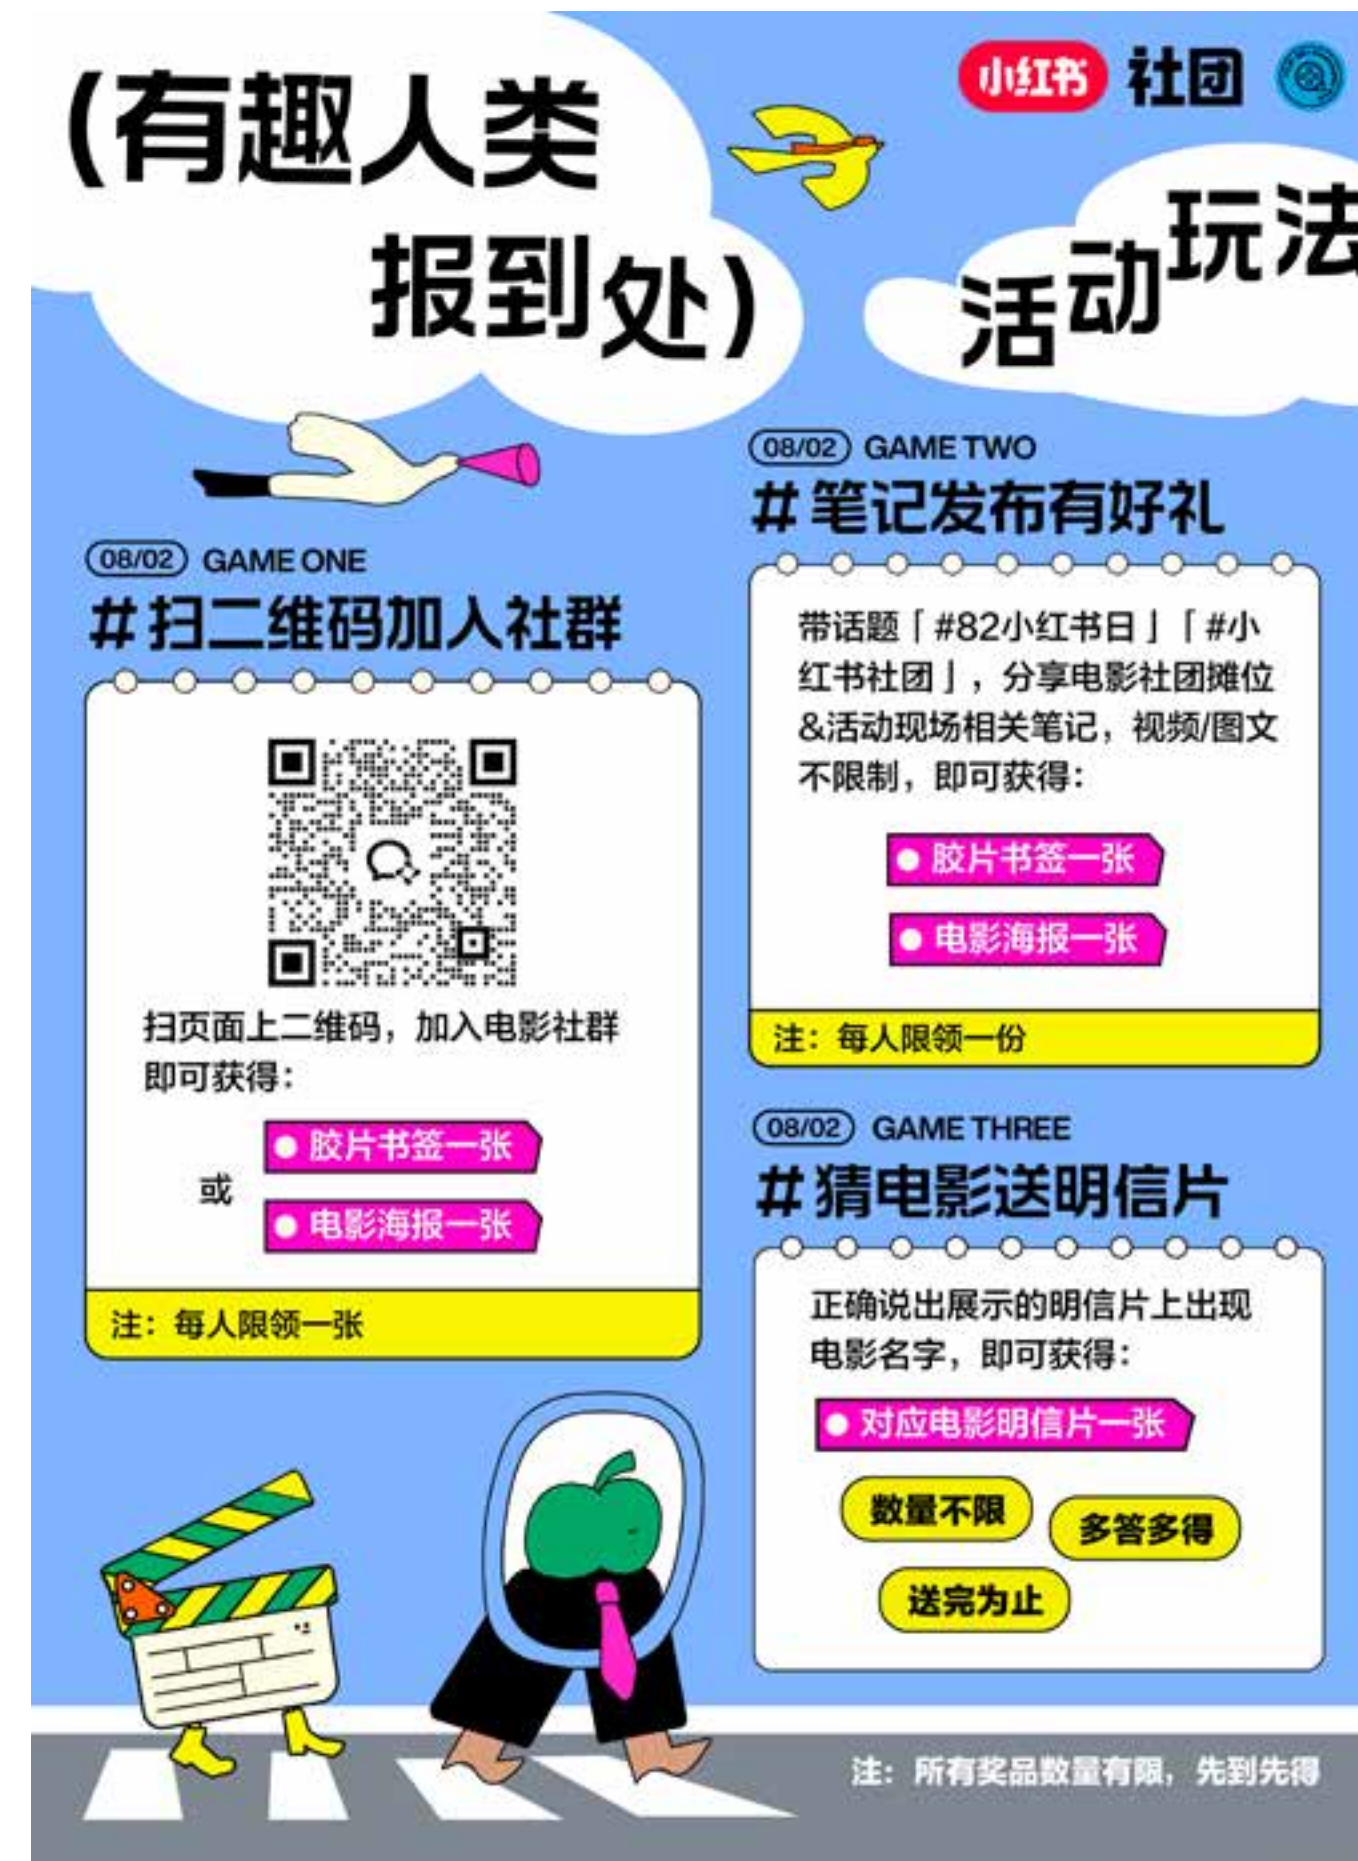 (有趣人类
报到处)
小红书 社团
活动玩法
08/02 GAME ONE
#扫二维码加入社群
扫页面上二维码，加入电影社群
即可获得：
胶片书签一张
或
电影海报一张
注：每人限领一张
08/02 GAME TWO
#笔记发布有好礼
带话题「#82小红书日」「#小
红书社团」，分享电影社团摊位
&活动现场相关笔记，视频/图文
不限制，即可获得：
胶片书签一张
电影海报一张
注：每人限领一份
08/02 GAME THREE
#猜电影送明信片
正确说出展示的明信片上出现
电影名字，即可获得：
对应电影明信片一张
数量不限
多答多得
送完为止
注：所有奖品数量有限，先到先得